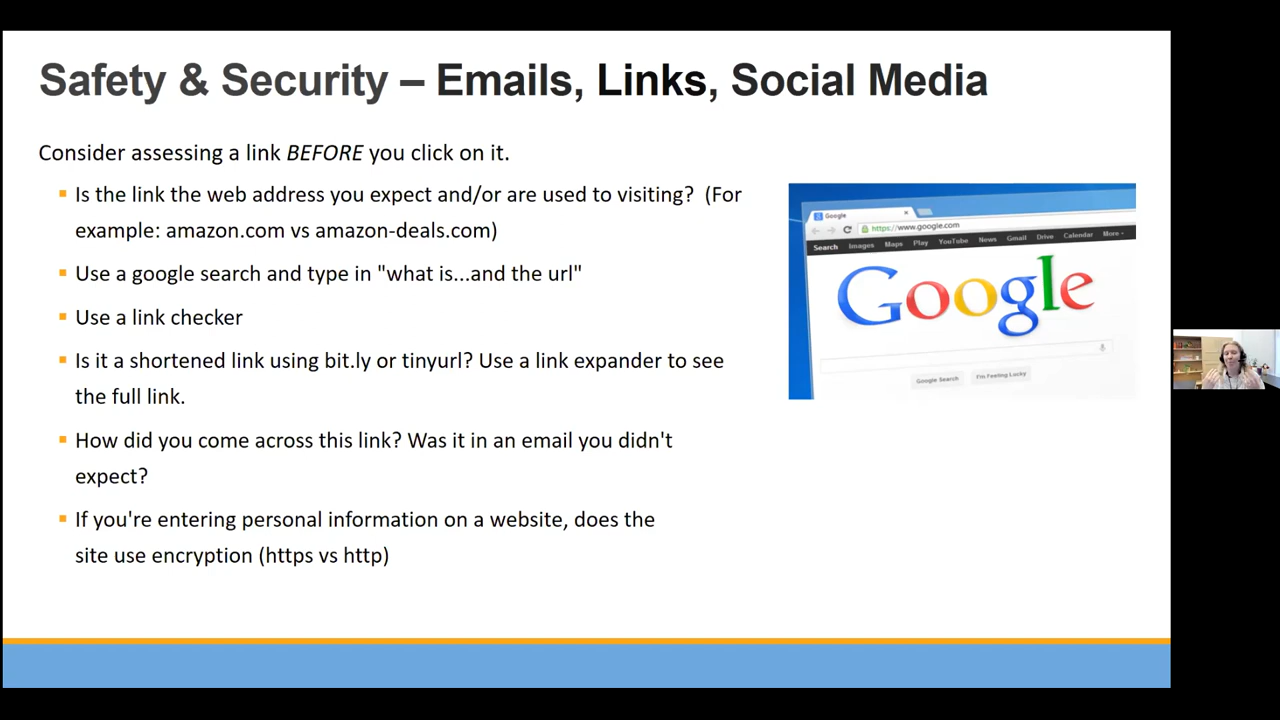 Safety & Security – Emails, Links, Social Media
Consider assessing a link BEFORE you click on it.
▪ Is the link the web address you expect and/or are used to visiting?  (For
example: amazon.com vs amazon-deals.com)
▪ Use a google search and type in "what is...and the url"
▪ Use a link checker
▪ Is it a shortened link using bit.ly or tinyurl? Use a link expander to see
the full link.
▪ How did you come across this link? Was it in an email you didn't
expect?
▪ If you're entering personal information on a website, does the
site use encryption (https vs http)
Google
https://www.google.com
Search Images Maps Play YouTube News Gmail Drive Calendar More
Google
Google Search I'm Feeling Lucky